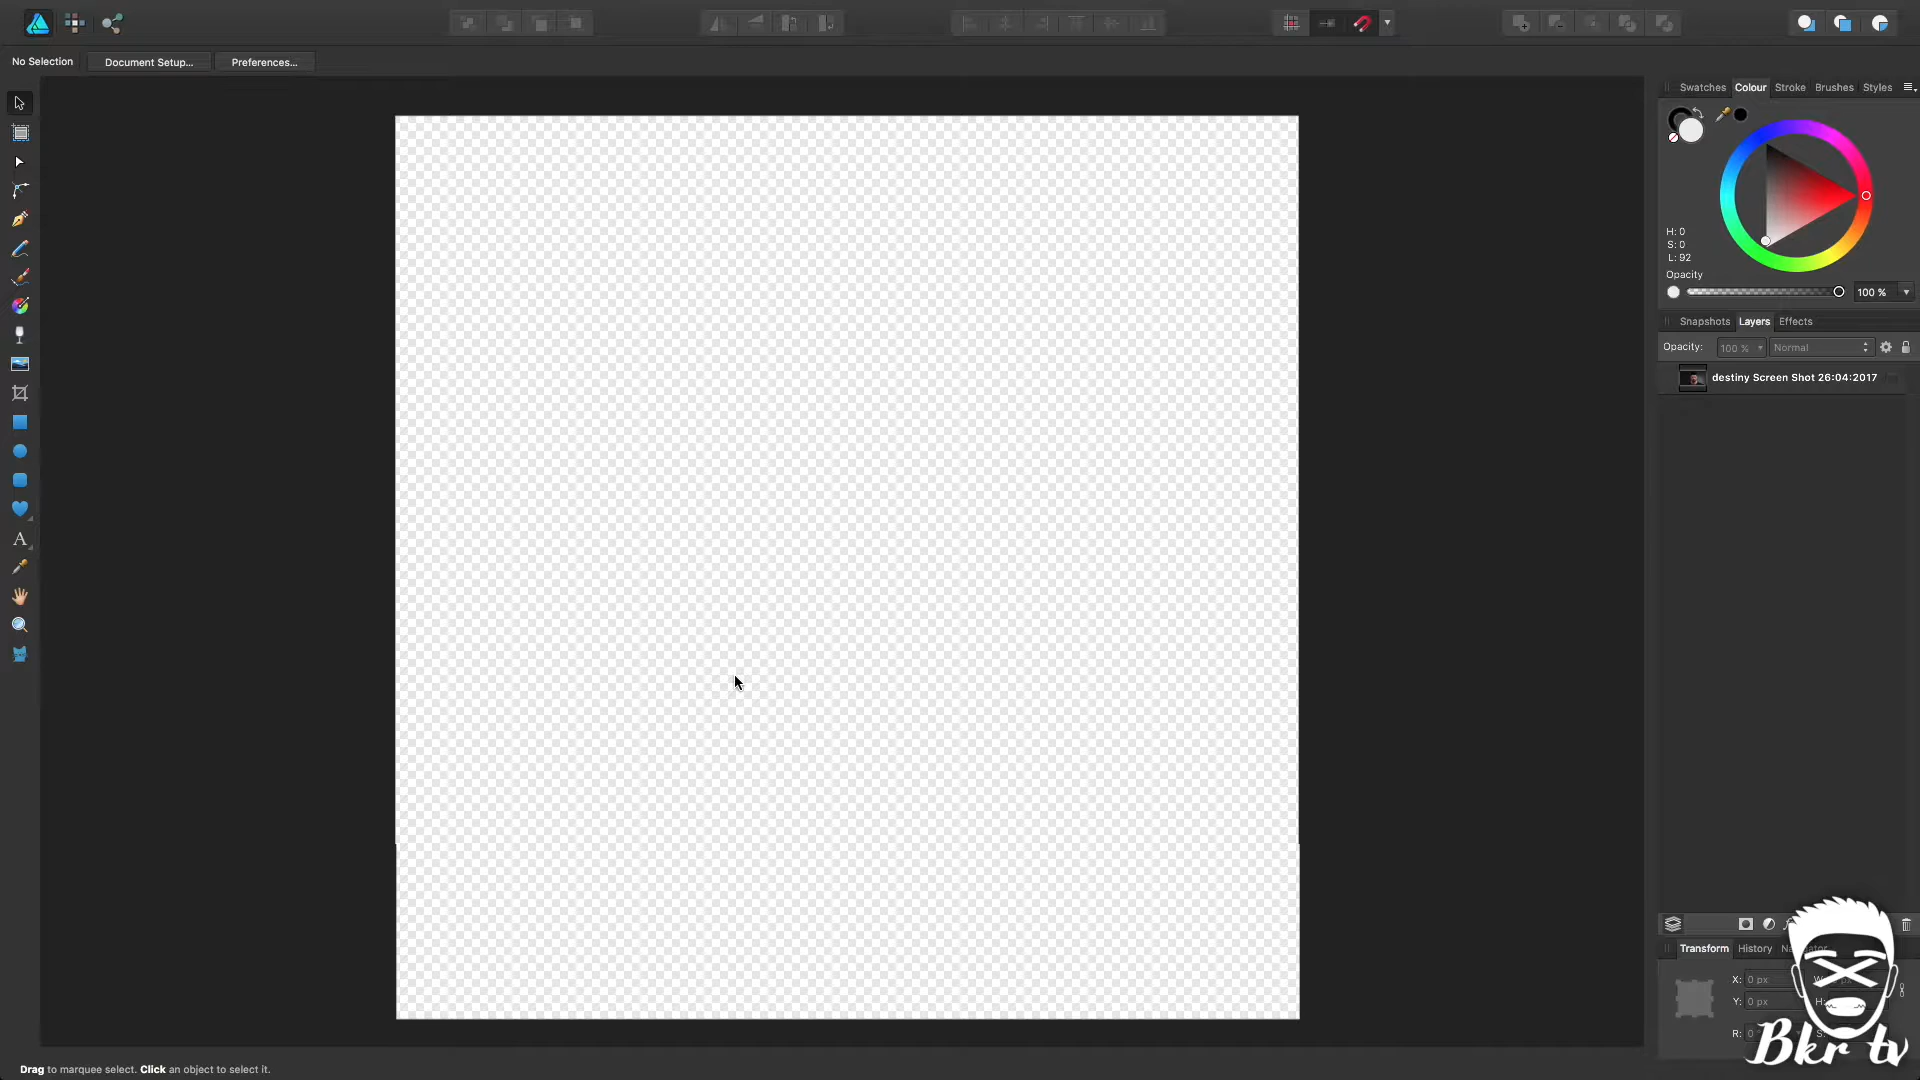 No Selection
Document Setup...
Preferences...
Swatches Colour Stroke Brushes Styles
H: 0
S: 0
L: 92
Opacity
100 %
Snapshots Layers Effects
Opacity: 100 % Normal
destiny Screen Shot 26:04:2017
Transform History
X: 0 px
Y: 0 px
H:
R:
S:
Bkr tv
Drag to marquee select. Click an object to select it.